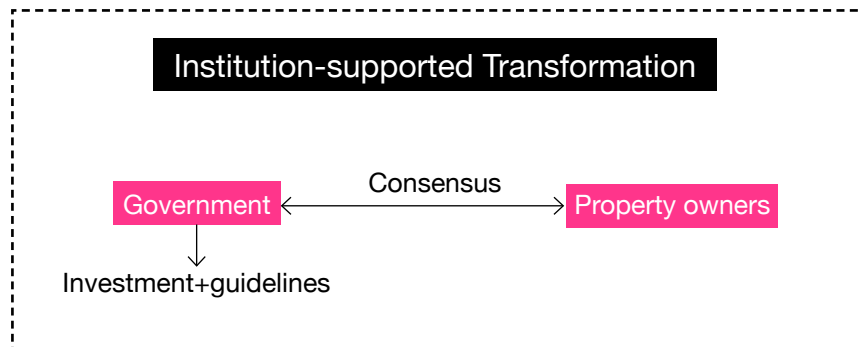 Institution-supported Transformation
Consensus
Government
Property owners
Investment+guidelines